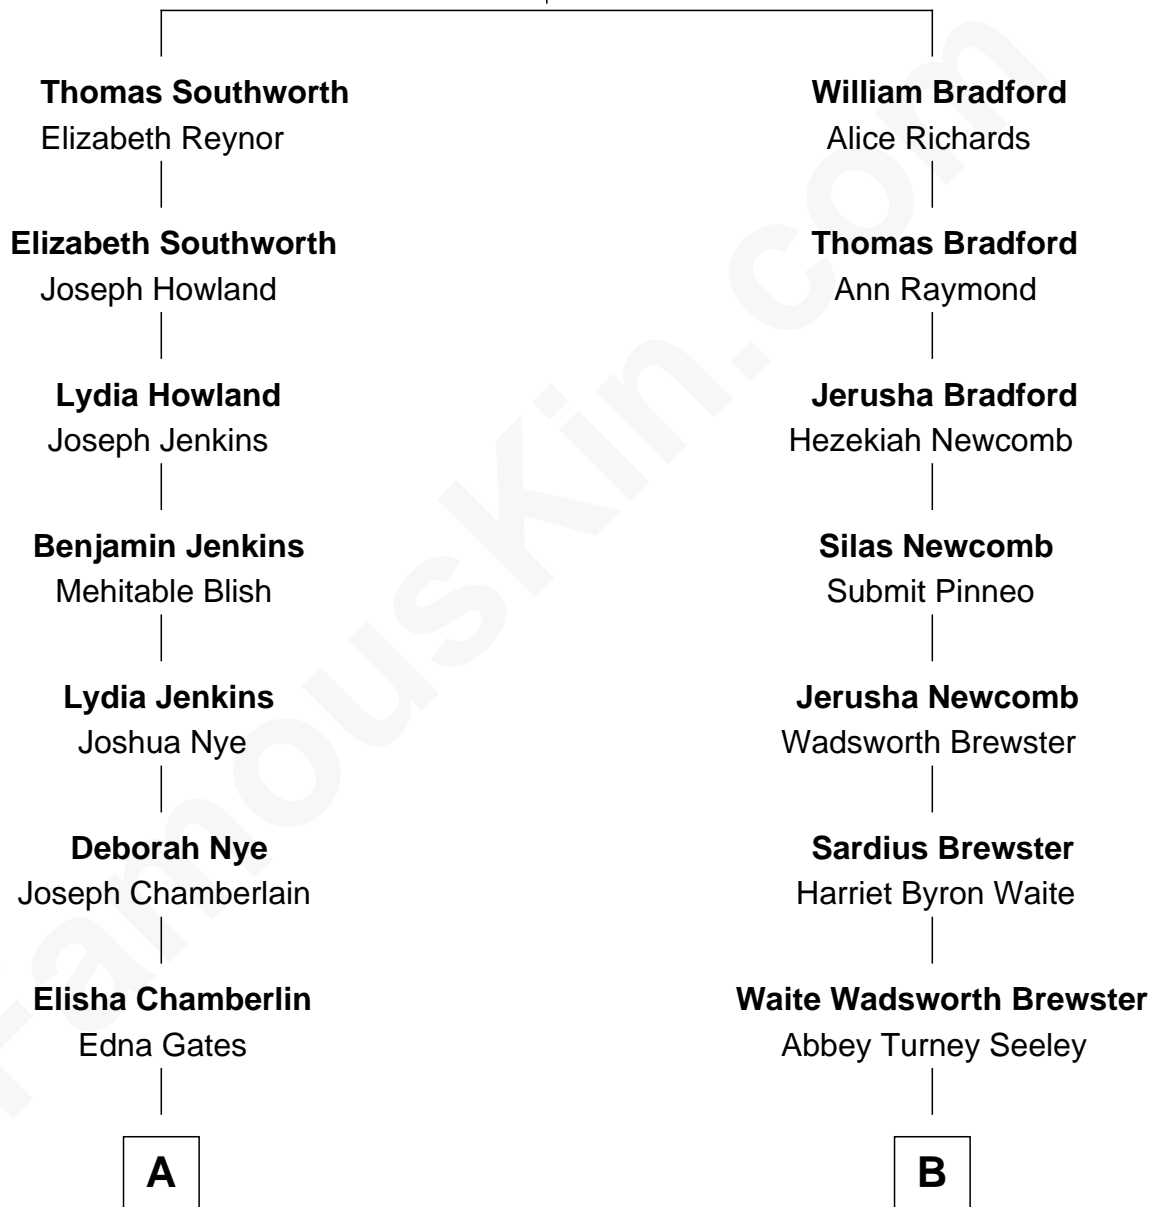 Thomas Southworth
Elizabeth Reynor
William Bradford
Alice Richards
Elizabeth Southworth
Joseph Howland
Thomas Bradford
Ann Raymond
Lydia Howland
Joseph Jenkins
Jerusha Bradford
Hezekiah Newcomb
Benjamin Jenkins
Mehitable Blish
Silas Newcomb
Submit Pinneo
Lydia Jenkins
Joshua Nye
Jerusha Newcomb
Wadsworth Brewster
Deborah Nye
Joseph Chamberlain
Sardius Brewster
Harriet Byron Waite
Elisha Chamberlin
Edna Gates
Waite Wadsworth Brewster
Abbey Turney Seeley
A
B
FamousKin.com